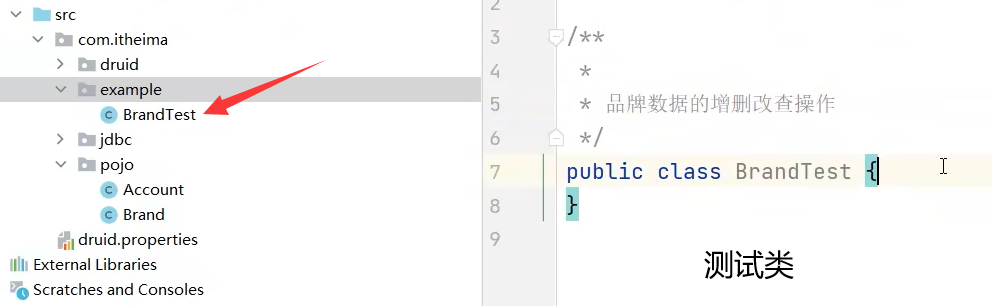 src
com.itheima
druid
example
BrandTest
jdbc
pojo
Account
Brand
druid.properties
External Libraries
Scratches and Consoles
2
3 /**
4 *
5 * 品牌数据的增删改查操作
6 */
7 public class BrandTest {
8 }
9
测试类